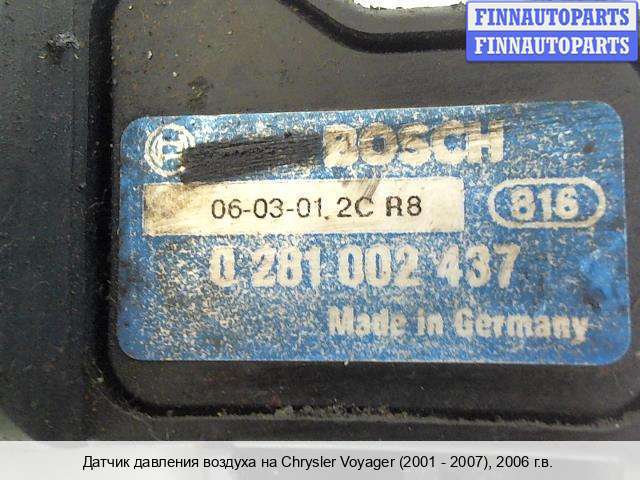 FINNAUTOPARTS
FINNAUTOPARTS
BOSCH
06-03-01 2C R8
816
0 281 002 437
Made in Germany
Датчик давления воздуха на Chrysler Voyager (2001 - 2007), 2006 г.в.